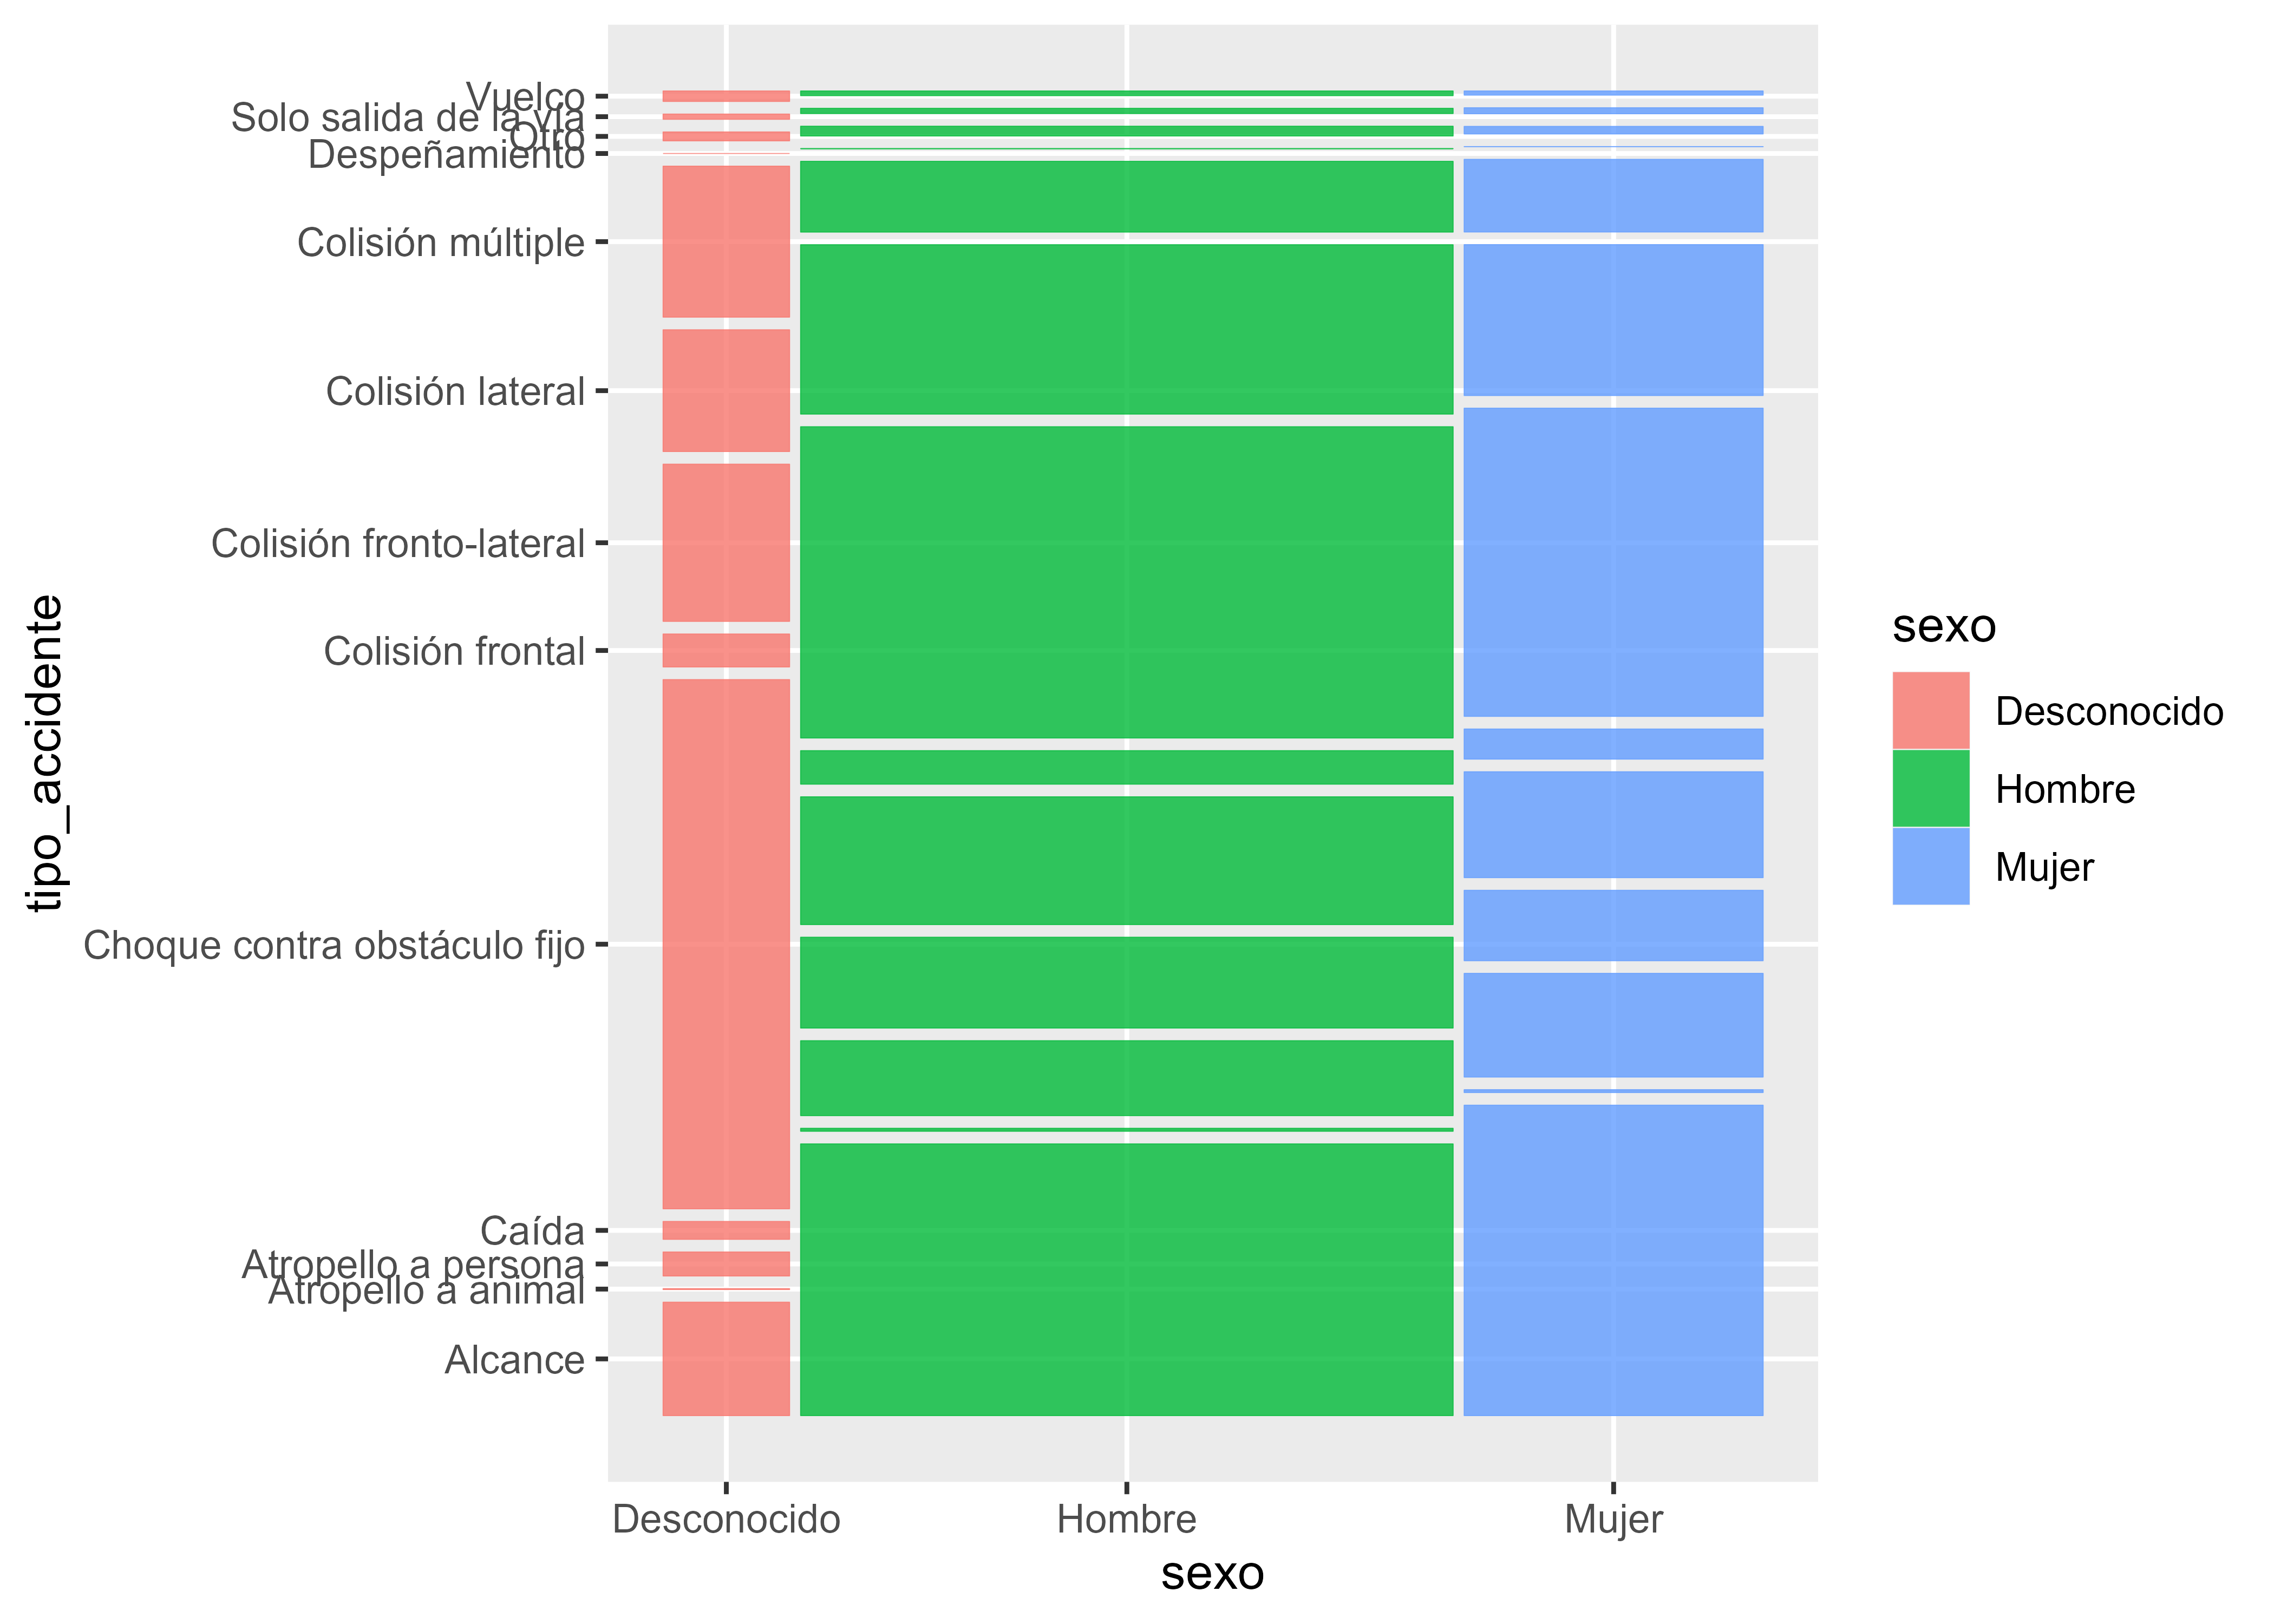 Vuelco
Solo salida de la vía
Otro
Despeñamiento
Colisión múltiple
Colisión lateral
Colisión fronto-lateral
Colisión frontal
Choque contra obstáculo fijo
Caída
Atropello a persona
Atropello a animal
Alcance
tipo_accidente
Desconocido
Hombre
Mujer
sexo
sexo
Desconocido
Hombre
Mujer